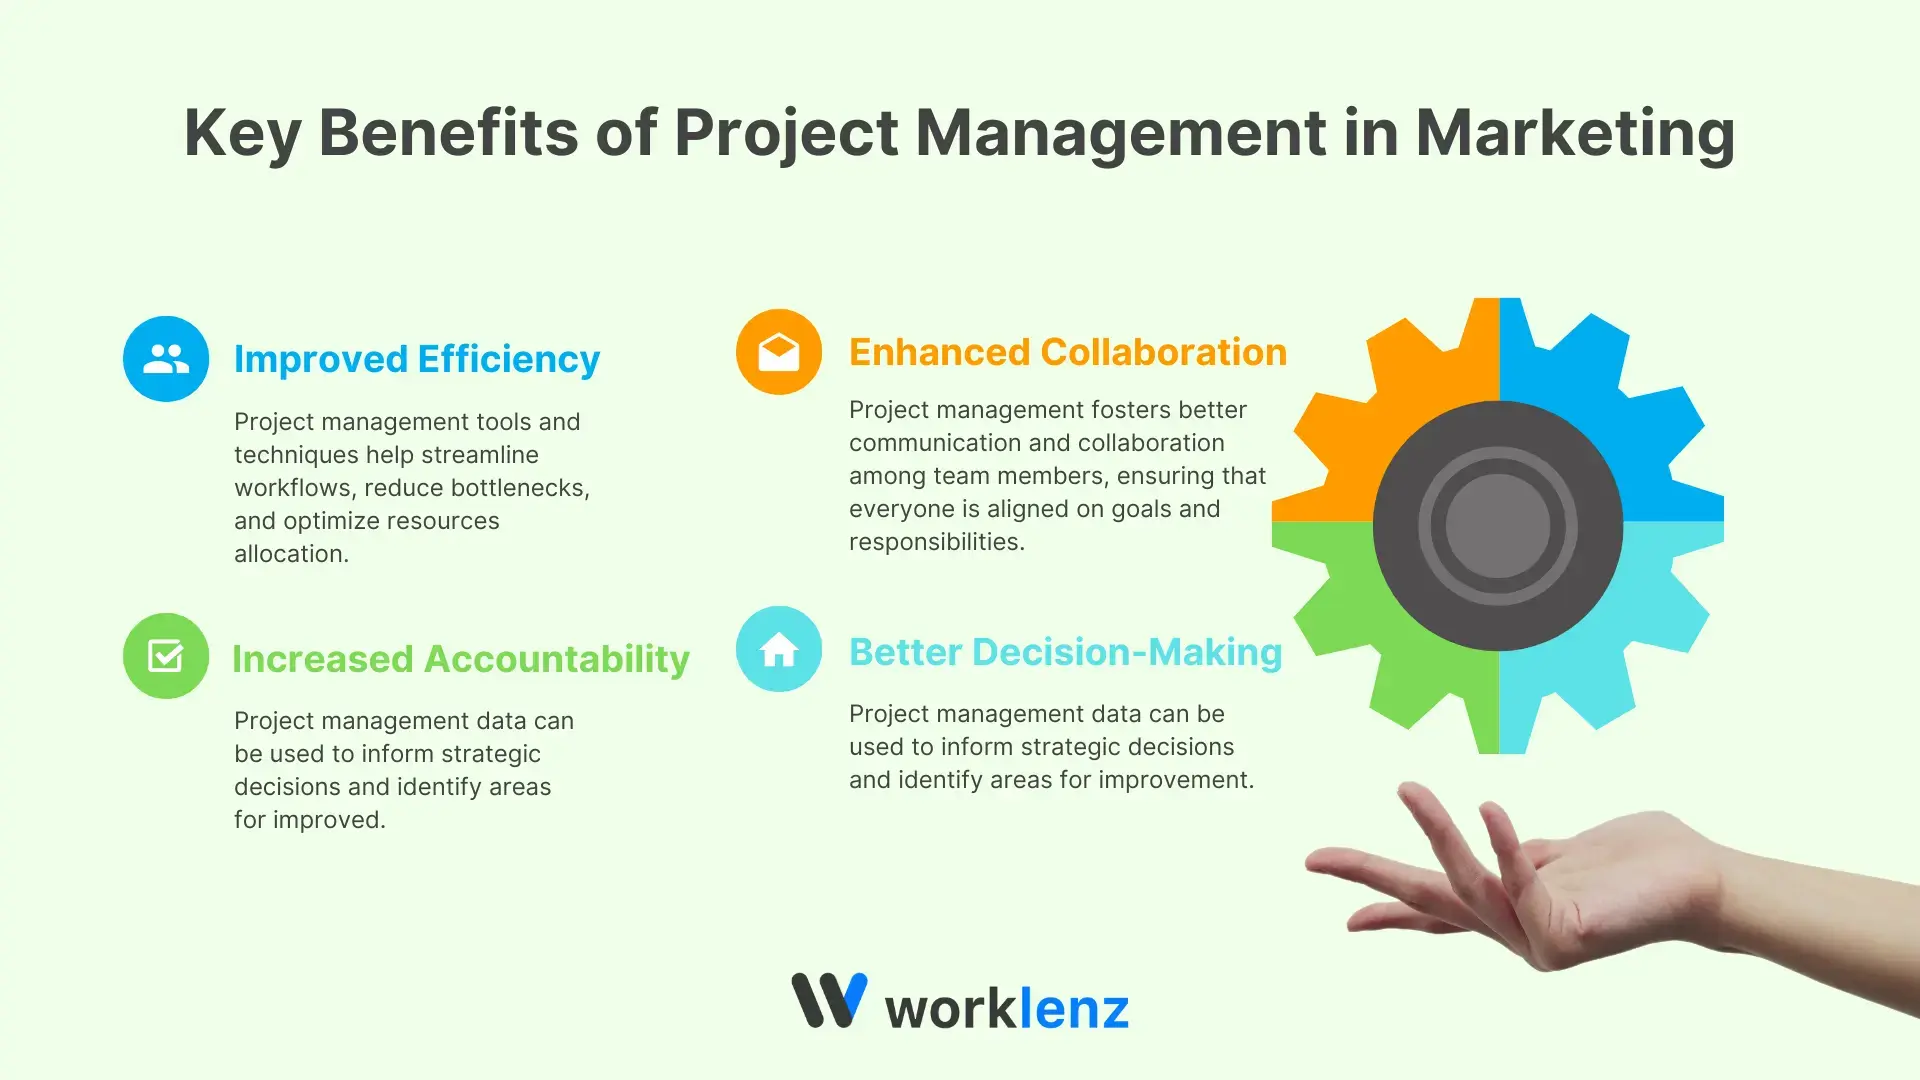 Key Benefits of Project Management in Marketing
Improved Efficiency
Project management tools and
techniques help streamline
workflows, reduce bottlenecks,
and optimize resources
allocation.
Enhanced Collaboration
Project management fosters better
communication and collaboration
among team members, ensuring that
everyone is aligned on goals and
responsibilities.
Increased Accountability
Project management data can
be used to inform strategic
decisions and identify areas
for improved.
Better Decision-Making
Project management data can be
used to inform strategic decisions
and identify areas for improvement.
worklenz